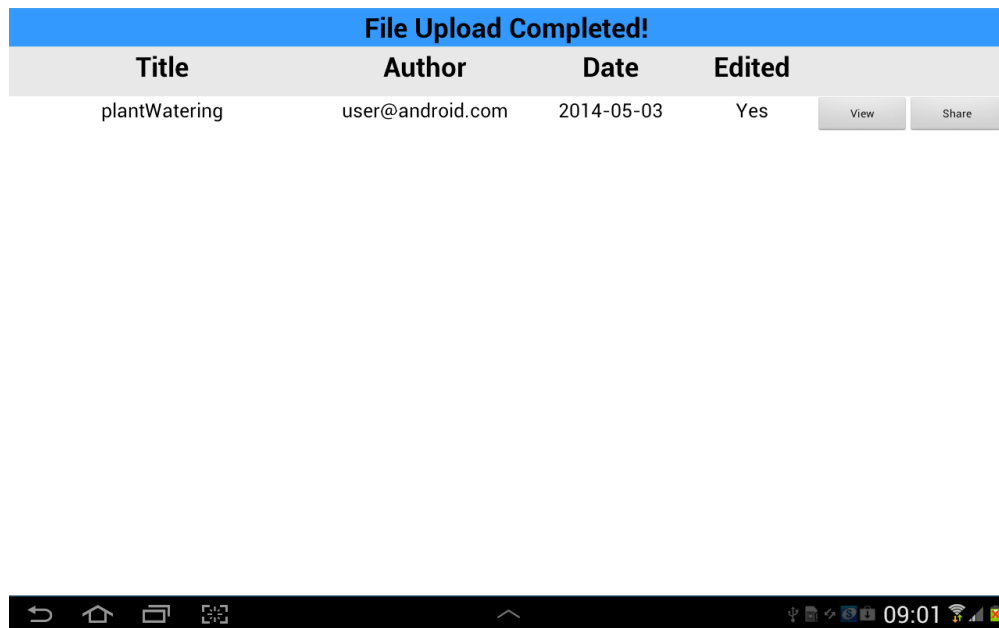 File Upload Completed!
Title Author Date Edited
plantWatering user@android.com 2014-05-03 Yes View Share
09:01